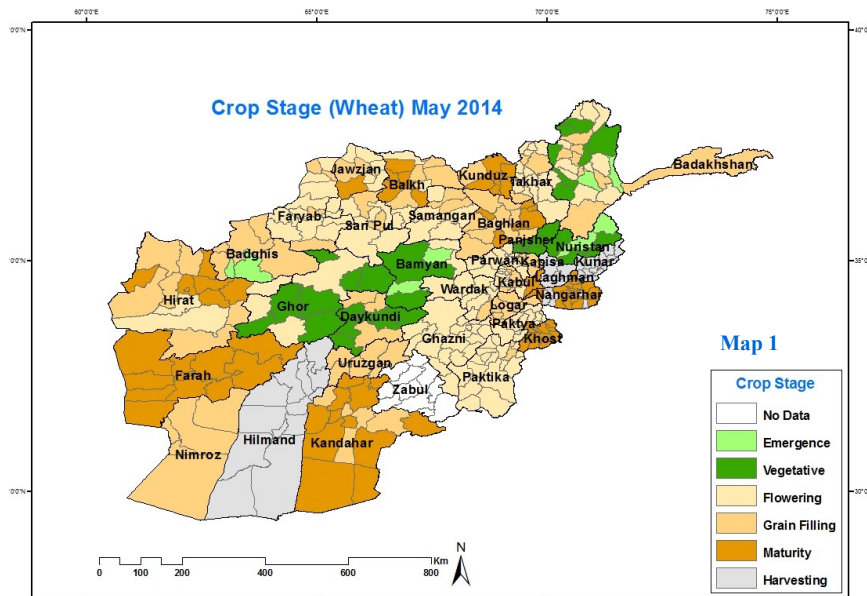 60°0'0"E 65°0'0"E 70°0'0"E 75°0'0"E
Crop Stage (Wheat) May 2014
Badakhshan
Jawzjan
Balkh
Kunduz
Takhar
Faryab
Sari Pul
Samangan
Baghlan
Panjsher
Nuristan
Badghis
Bamyan
Parwan
Kapisa
Kunar
Laghman
Hirat
Ghor
Wardak
Kabul
Nangarhar
Daykundi
Logar
Paktya
Ghazni
Khost
Uruzgan
Farah
Zabul
Paktika
Hilmand
Kandahar
Nimroz
Map 1
Crop Stage
No Data
Emergence
Vegetative
Flowering
Grain Filling
Maturity
Harvesting
N
Km
0 100 200 400 600 800